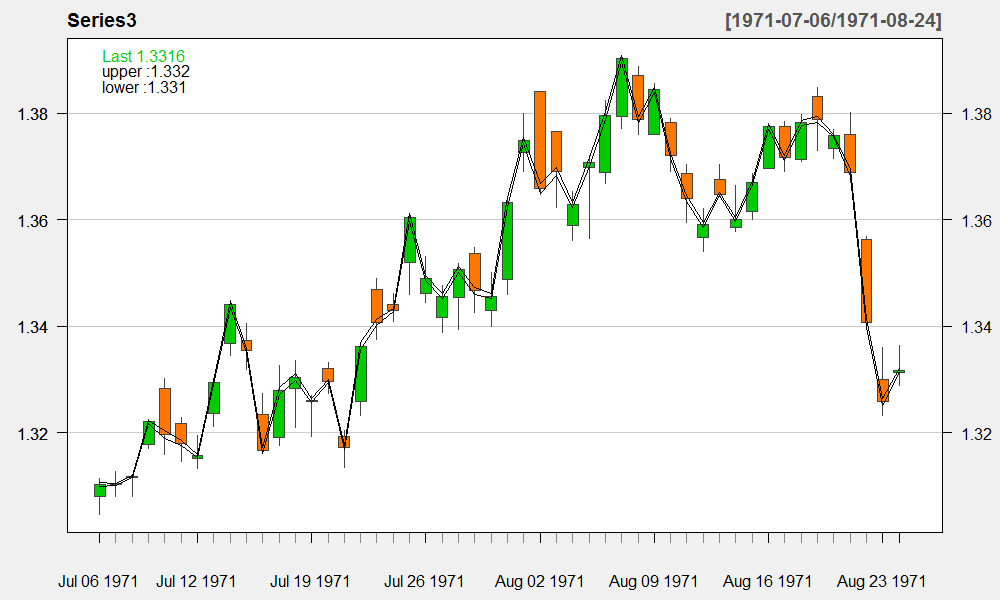 Series3 [1971-07-06/1971-08-24]
Last 1.3316
upper :1.332
lower :1.331
1.38 1.38
1.36 1.36
1.34 1.34
1.32 1.32
Jul 06 1971 Jul 12 1971 Jul 19 1971 Jul 26 1971 Aug 02 1971 Aug 09 1971 Aug 16 1971 Aug 23 1971